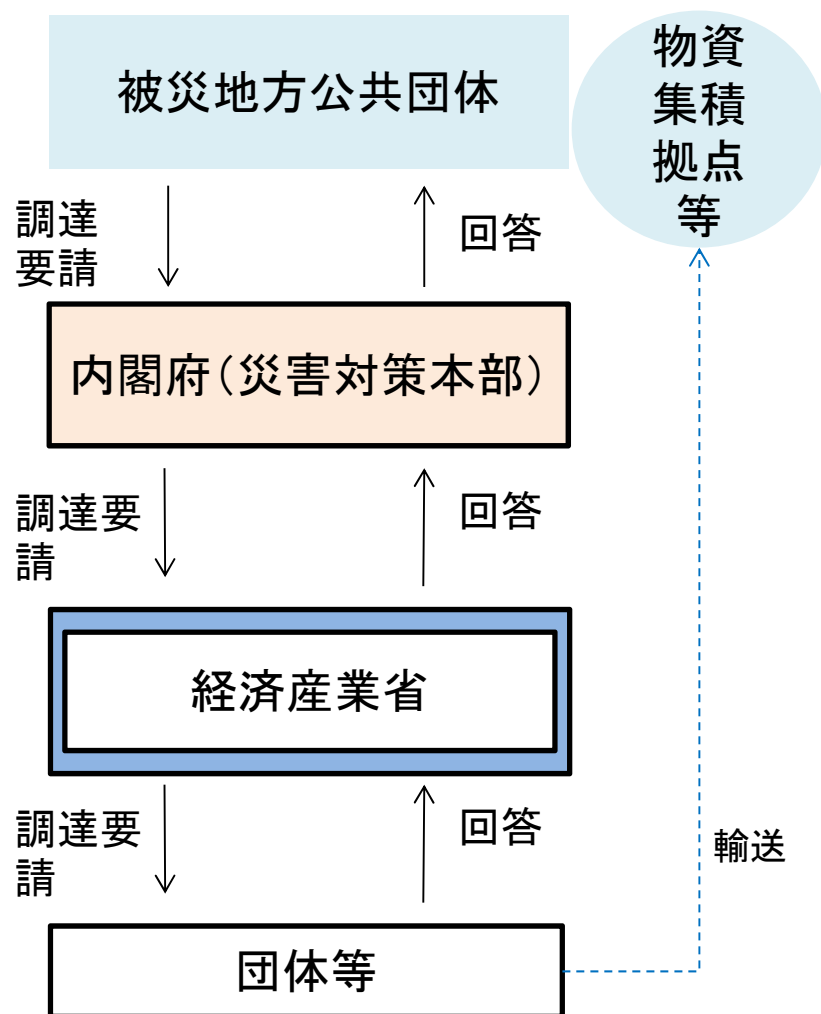 被災地方公共団体
物資
集積
拠点
等
調達
要請
回答
内閣府(災害対策本部)
調達要
請
回答
経済産業省
調達要
請
回答
輸送
団体等